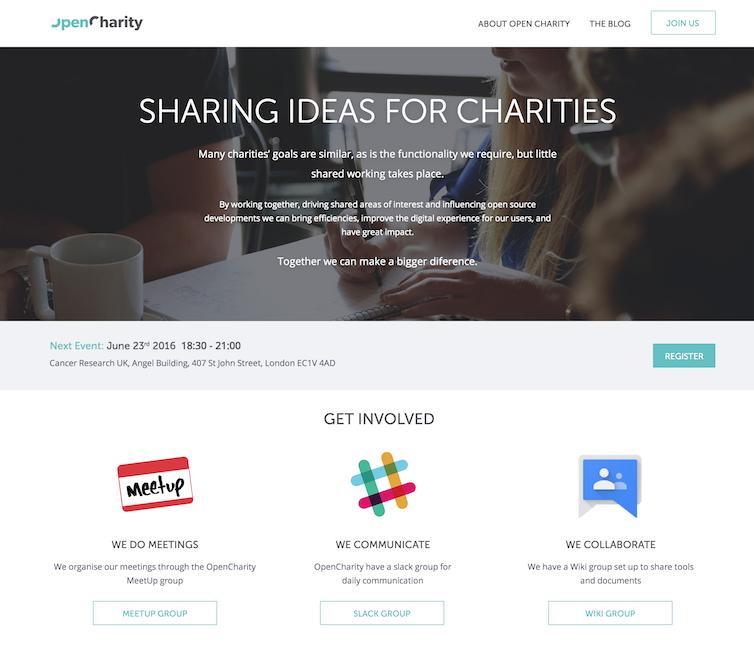 OpenCharity
ABOUT OPEN CHARITY
THE BLOG
JOIN US
SHARING IDEAS FOR CHARITIES
Many charities' goals are similar, as is the functionality we require, but little
shared working takes place.
By working together, driving shared areas of interest and influencing open source
developments we can bring efficiencies, improve the digital experience for our users, and
have great impact.
Together we can make a bigger diference.
Next Event: June 23rd 2016 18:30 - 21:00
Cancer Research UK, Angel Building, 407 St John Street, London EC1V 4AD
REGISTER
GET INVOLVED
meetup
WE DO MEETINGS
We organise our meetings through the OpenCharity
MeetUp group
MEETUP GROUP
WE COMMUNICATE
OpenCharity have a slack group for
daily communication
SLACK GROUP
WE COLLABORATE
We have a Wiki group set up to share tools
and documents
WIKI GROUP